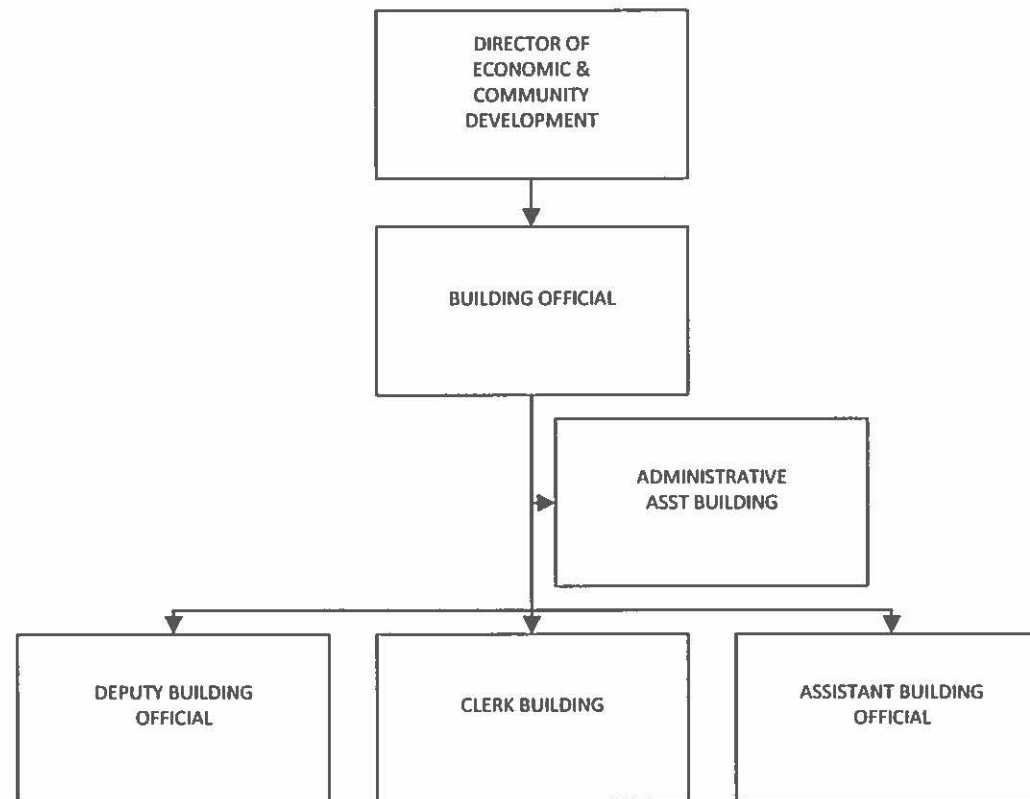 DIRECTOR OF
ECONOMIC &
COMMUNITY
DEVELOPMENT
BUILDING OFFICIAL
ADMINISTRATIVE
ASST BUILDING
DEPUTY BUILDING
OFFICIAL
CLERK BUILDING
ASSISTANT BUILDING
OFFICIAL